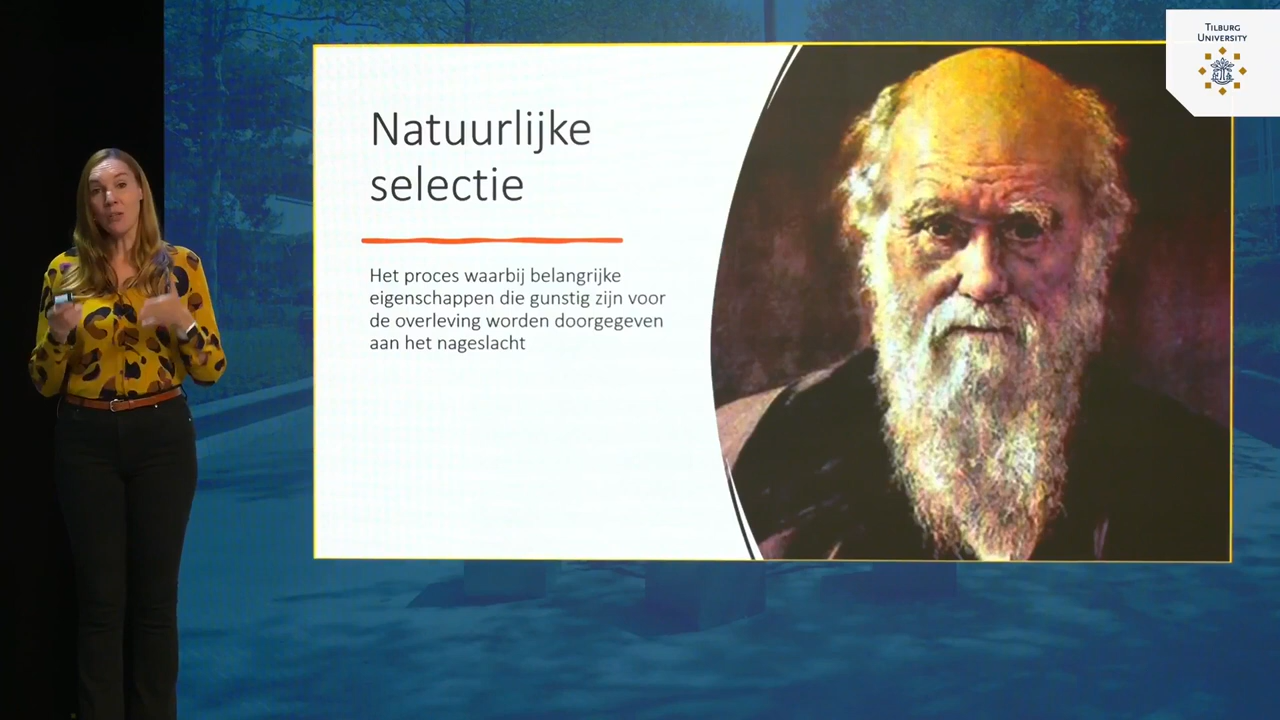 Natuurlijke
selectie
Het proces waarbij belangrijke
eigenschappen die gunstig zijn voor
de overleving worden doorgegeven
aan het nageslacht
TILBURG
UNIVERSITY